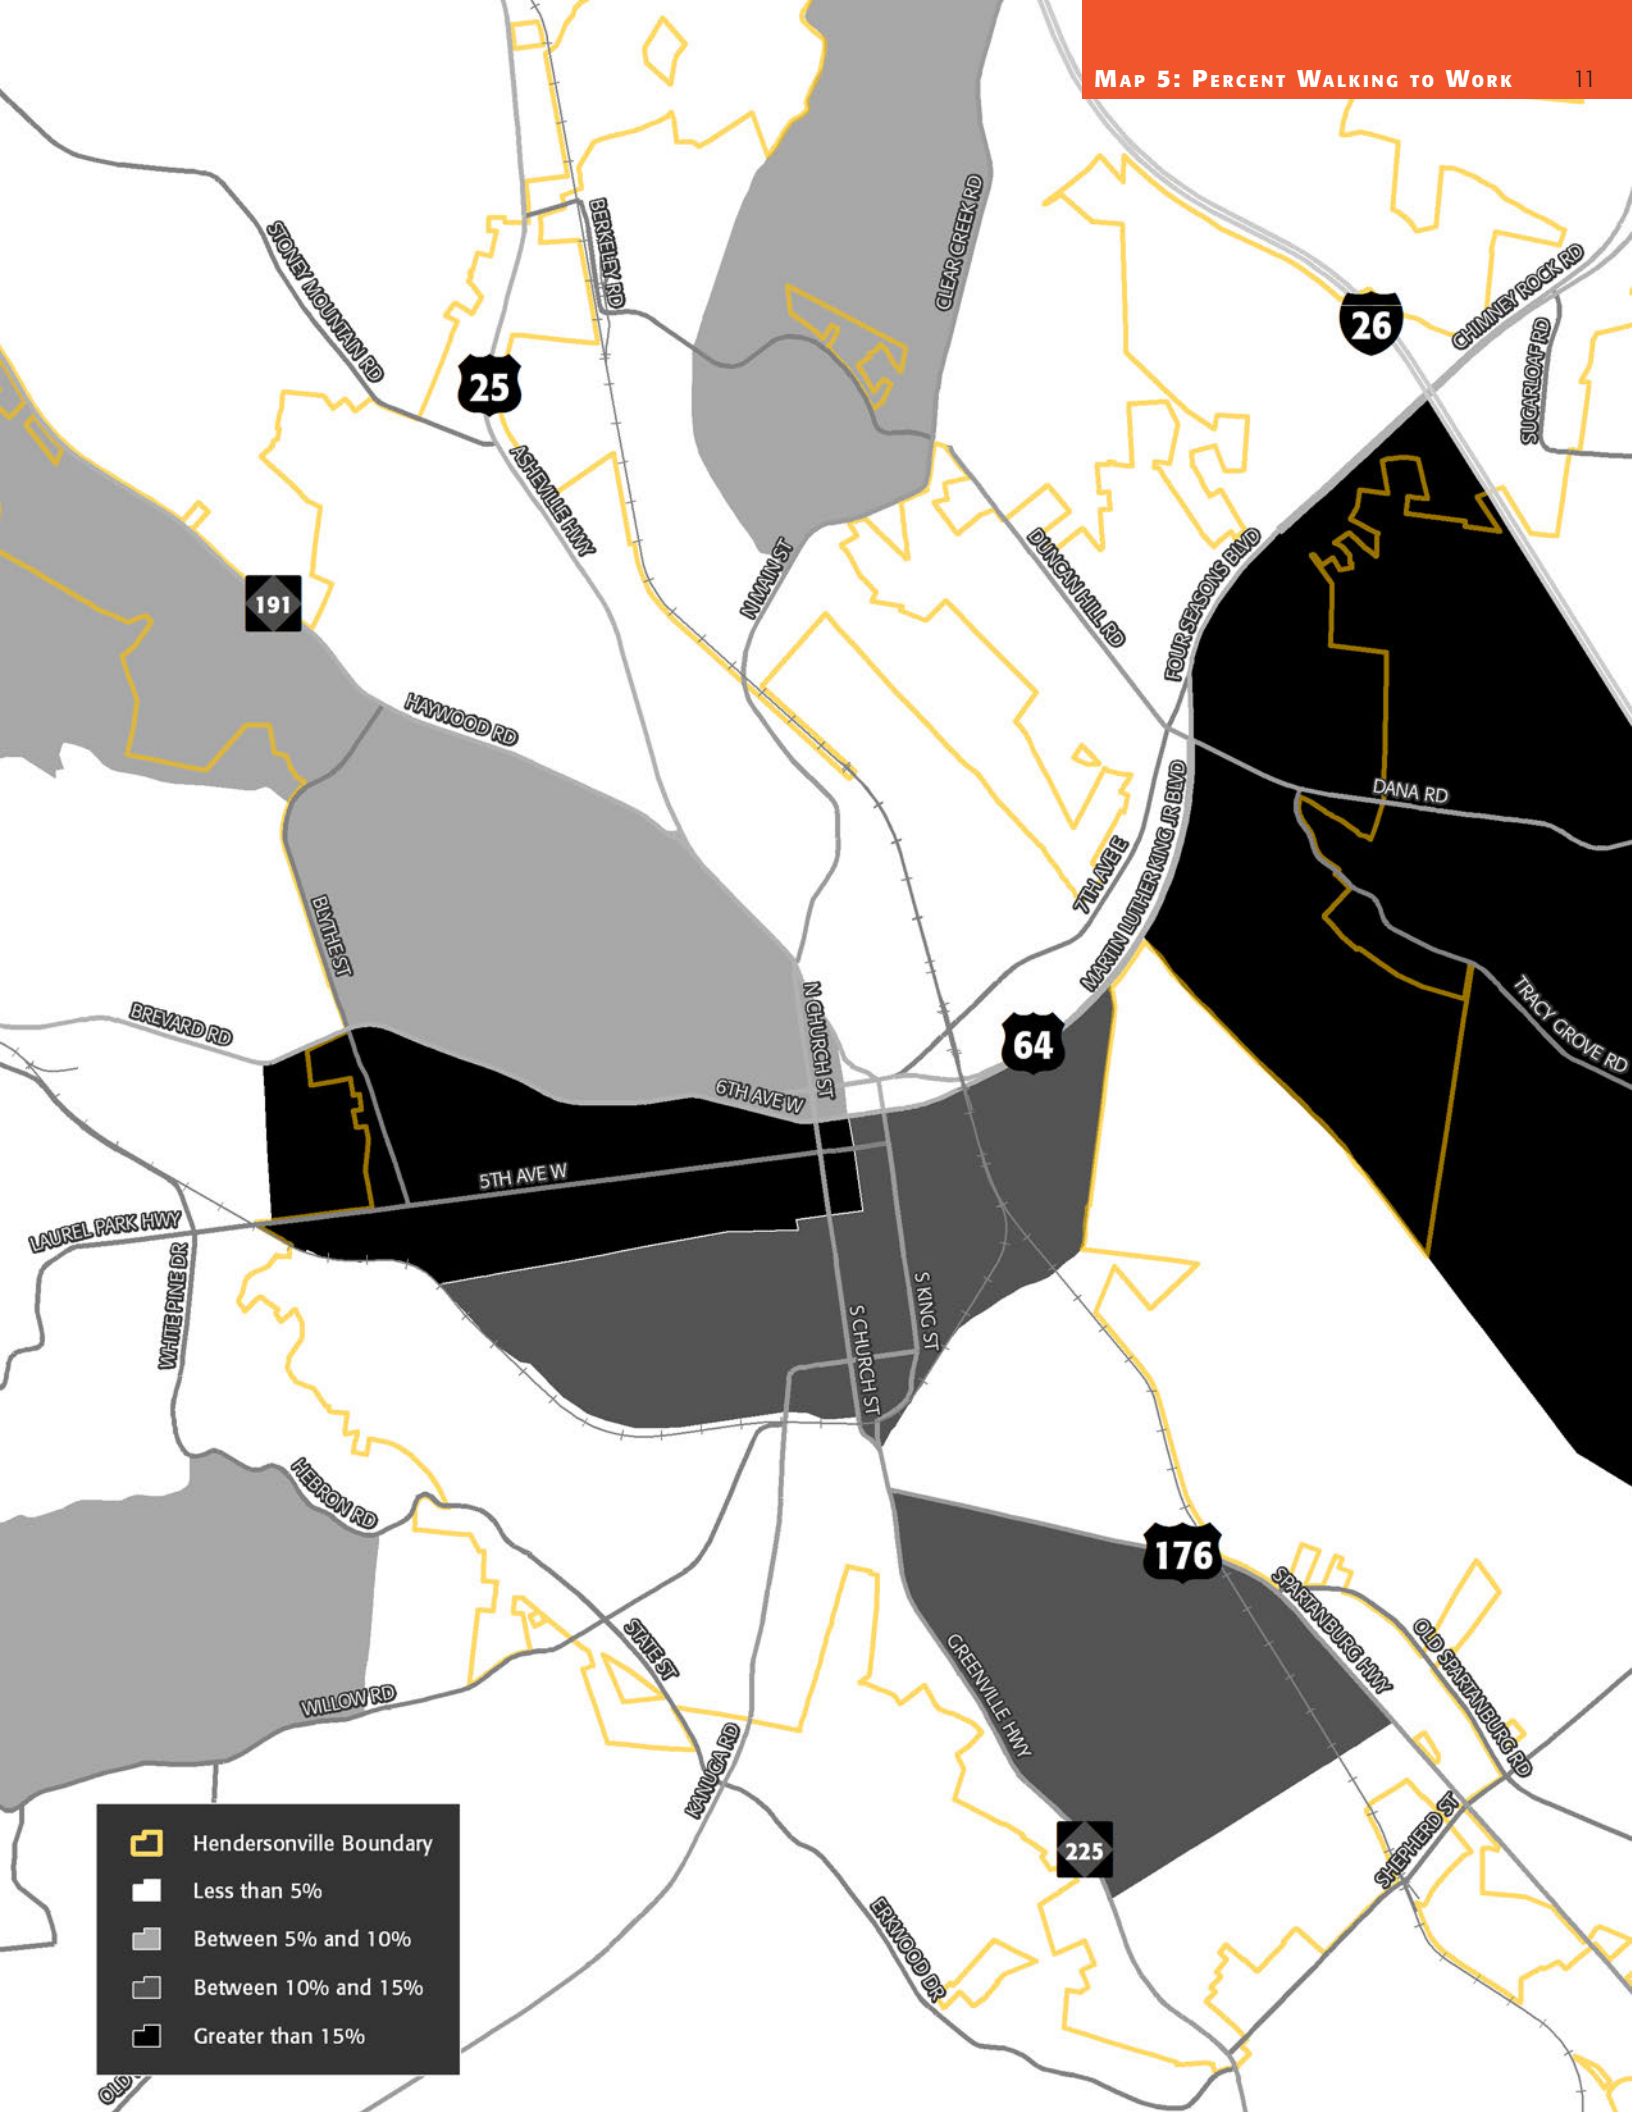 MAP 5: PERCENT WALKING TO WORK 11
CLEAR CREEK RD
BERKELEY RD
STONEY MOUNTAIN RD
CHIMNEY ROCK RD
26
SUGARLOAF RD
25
ASHEVILLE HWY
DUNCAN HILL RD
FOUR SEASONS BLVD
N MAIN ST
191
HAYWOOD RD
DANA RD
7TH AVE E
MARTIN LUTHER KING JR BLVD
BLYTHE ST
TRACY GROVE RD
BREVARD RD
N CHURCH ST
64
6TH AVE W
5TH AVE W
LAUREL PARK HWY
WHITE PINE DR
S KING ST
S CHURCH ST
HEBRON RD
176
SPARTANBURG HWY
OLD SPARTANBURG RD
STATE ST
GREENVILLE HWY
WILLOW RD
KANUGA RD
225
SHEPHERD ST
ERKWOOD DR
Hendersonville Boundary
Less than 5%
Between 5% and 10%
Between 10% and 15%
Greater than 15%
OLD